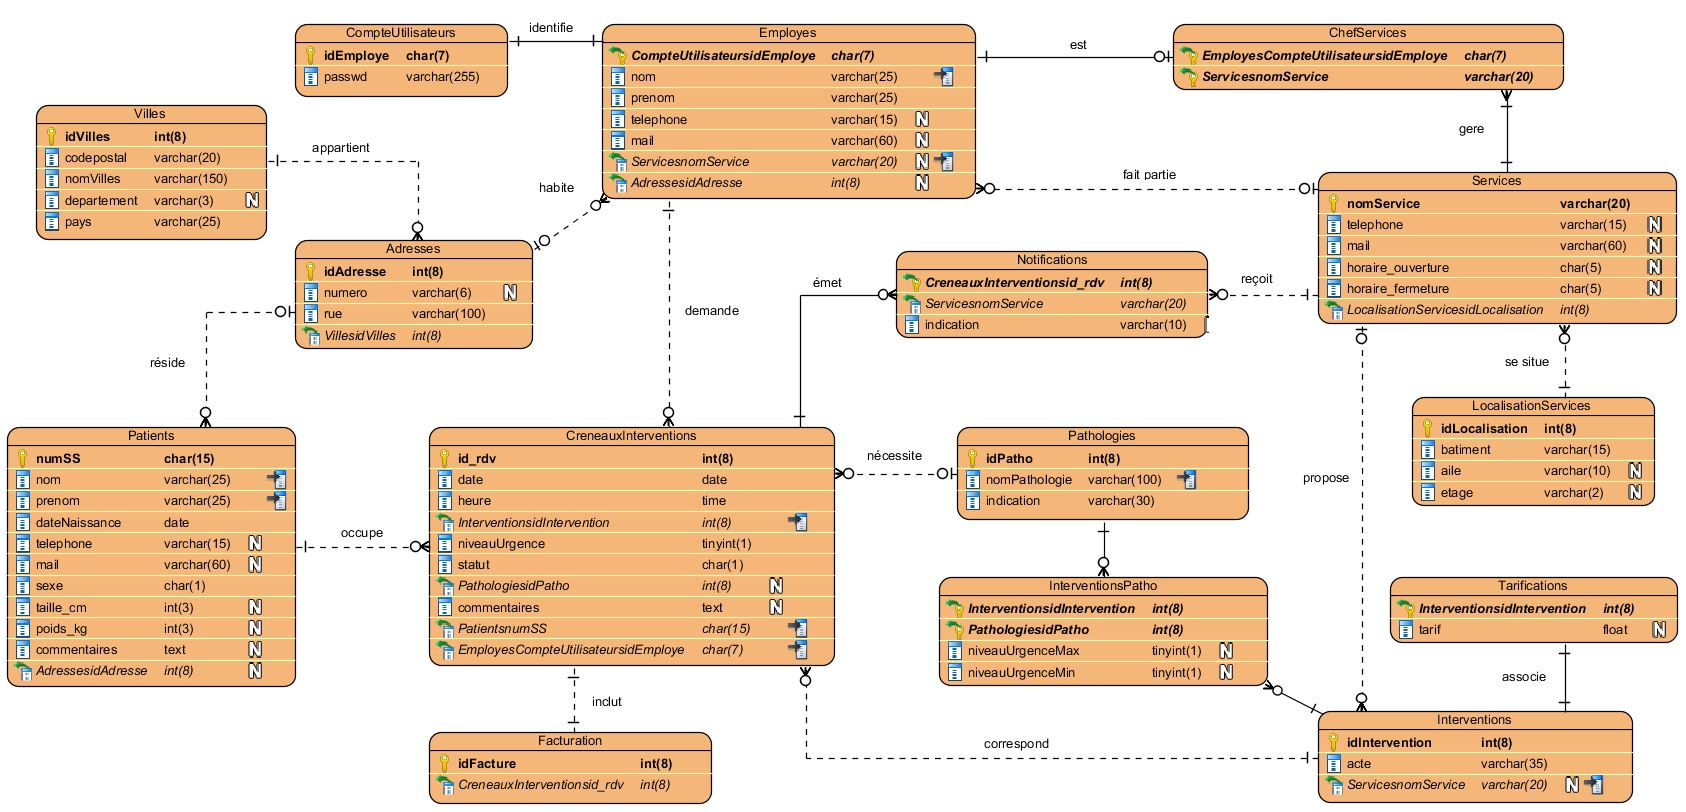 CompteUtilisateurs
idEmploye char(7)
passwd varchar(255)
identifie
Employes
CompteUtilisateursidEmploye char(7)
nom varchar(25)
prenom varchar(25)
telephone varchar(15) N
mail varchar(60) N
ServicesnomService varchar(20) N
AdressesidAdresse int(8) N
est
ChefServices
EmployesCompteUtilisateursidEmploye char(7)
ServicesnomService varchar(20)
gere
Villes
idVilles int(8)
codepostal varchar(20)
nomVilles varchar(150)
departement varchar(3) N
pays varchar(25)
appartient
habite
fait partie
Services
nomService varchar(20)
telephone varchar(15) N
mail varchar(60) N
horaire_ouverture char(5) N
horaire_fermeture char(5) N
LocalisationServicesidLocalisation int(8)
Adresses
idAdresse int(8)
numero varchar(6) N
rue varchar(100)
VillesidVilles int(8)
demande
émet
Notifications
CreneauxInterventionsid_rdv int(8)
ServicesnomService varchar(20)
indication varchar(10)
reçoit
réside
se situe
LocalisationServices
idLocalisation int(8)
batiment varchar(15)
aile varchar(10) N
etage varchar(2) N
propose
Patients
numSS char(15)
nom varchar(25)
prenom varchar(25)
dateNaissance date
telephone varchar(15) N
mail varchar(60) N
sexe char(1)
taille_cm int(3) N
poids_kg int(3) N
commentaires text N
AdressesidAdresse int(8) N
occupe
CreneauxInterventions
id_rdv int(8)
date date
heure time
InterventionsidIntervention int(8)
niveauUrgence tinyint(1)
statut char(1)
PathologiesidPatho int(8) N
commentaires text N
PatientsnumSS char(15)
EmployesCompteUtilisateursidEmploye char(7)
nécessite
Pathologies
idPatho int(8)
nomPathologie varchar(100)
indication varchar(30)
InterventionsPatho
InterventionsidIntervention int(8)
PathologiesidPatho int(8)
niveauUrgenceMax tinyint(1) N
niveauUrgenceMin tinyint(1) N
Tarifications
InterventionsidIntervention int(8)
tarif float N
associe
inclut
Facturation
idFacture int(8)
CreneauxInterventionsid_rdv int(8)
correspond
Interventions
idIntervention int(8)
acte varchar(35)
ServicesnomService varchar(20) N